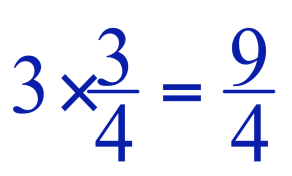 3 × 3/4 = 9/4